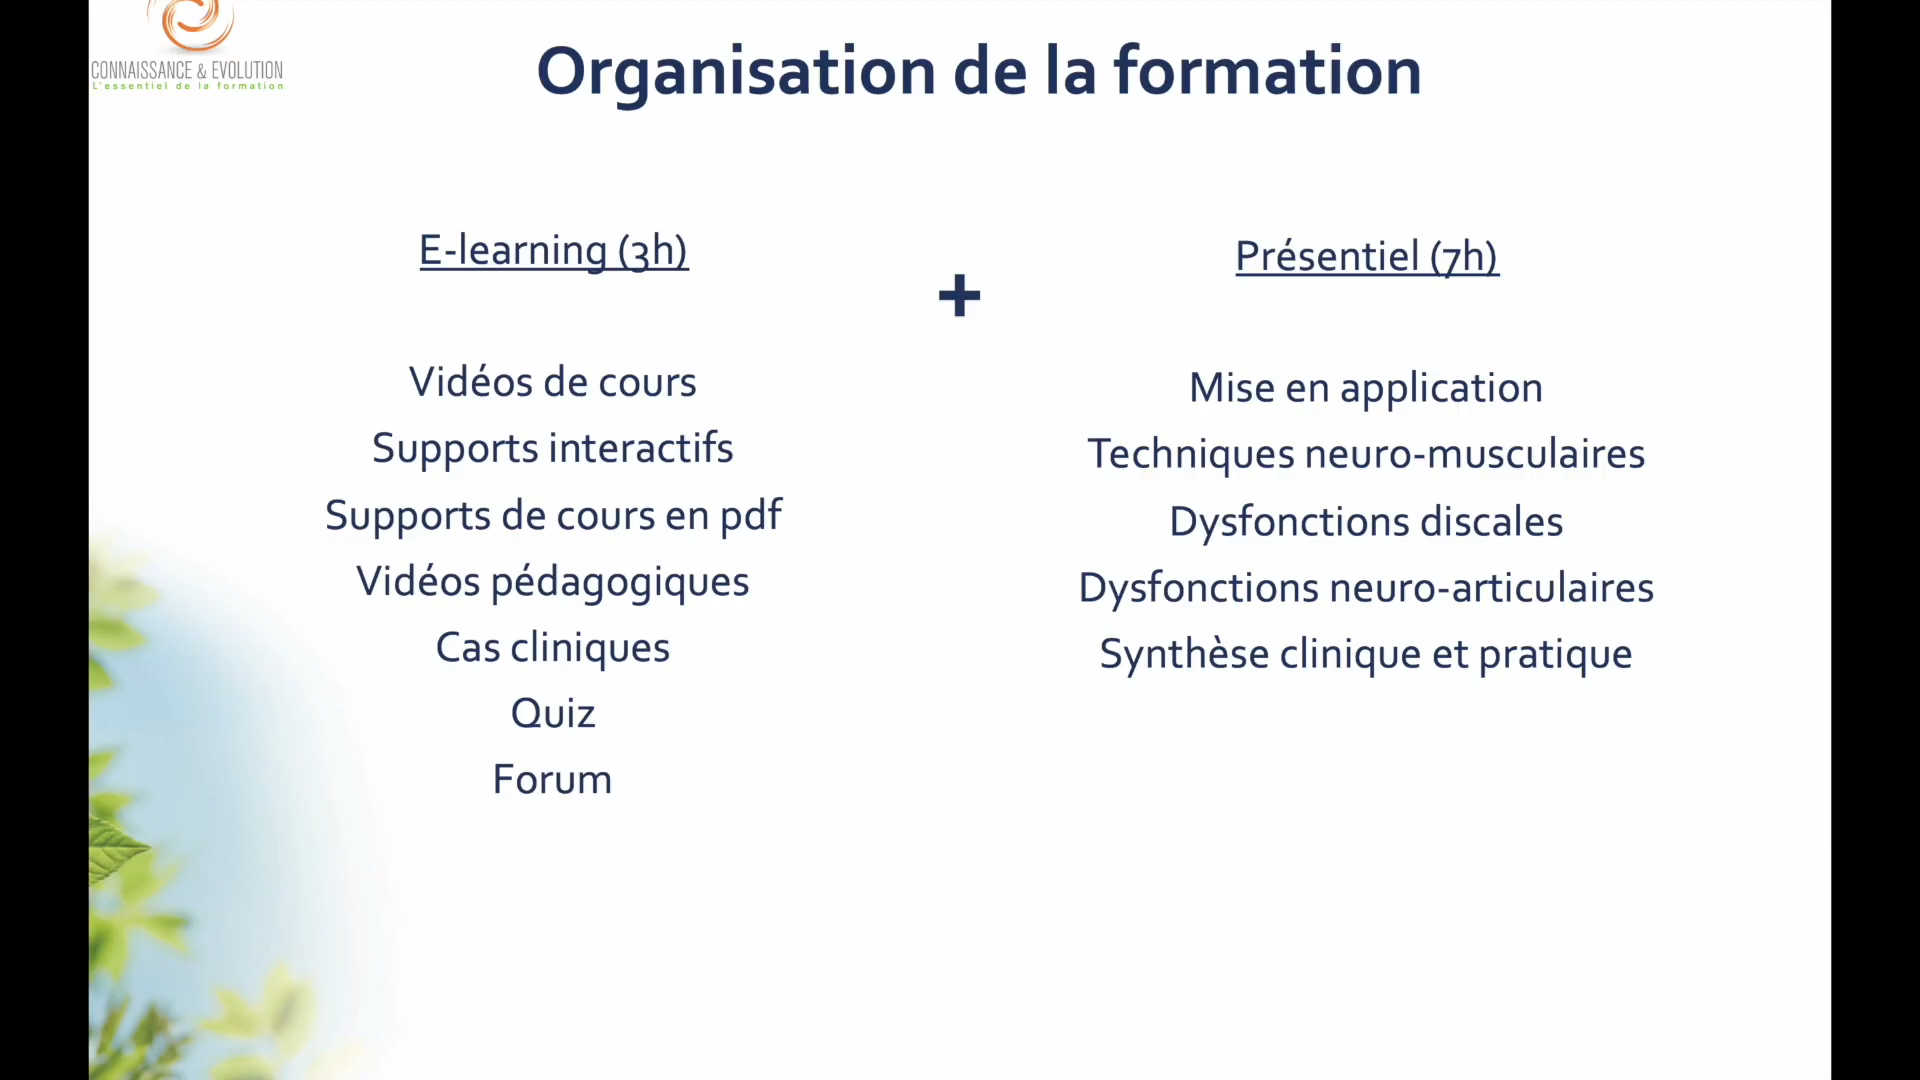 CONNAISSANCE & EVOLUTION
L'essentiel de la formation
Organisation de la formation
E-learning (3h)
Vidéos de cours
Supports interactifs
Supports de cours en pdf
Vidéos pédagogiques
Cas cliniques
Quiz
Forum
+
Présentiel (7h)
Mise en application
Techniques neuro-musculaires
Dysfonctions discales
Dysfonctions neuro-articulaires
Synthèse clinique et pratique